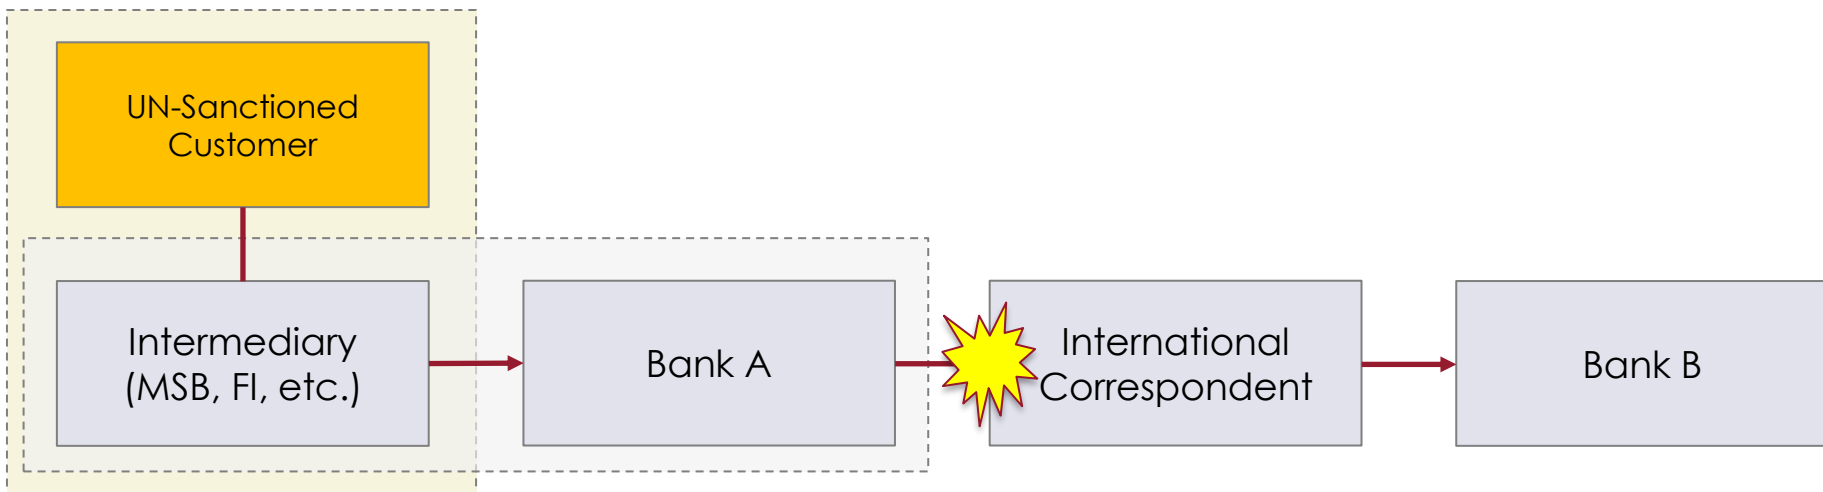 UN-Sanctioned
Customer
Intermediary
(MSB, FI, etc.)
Bank A
International
Correspondent
Bank B